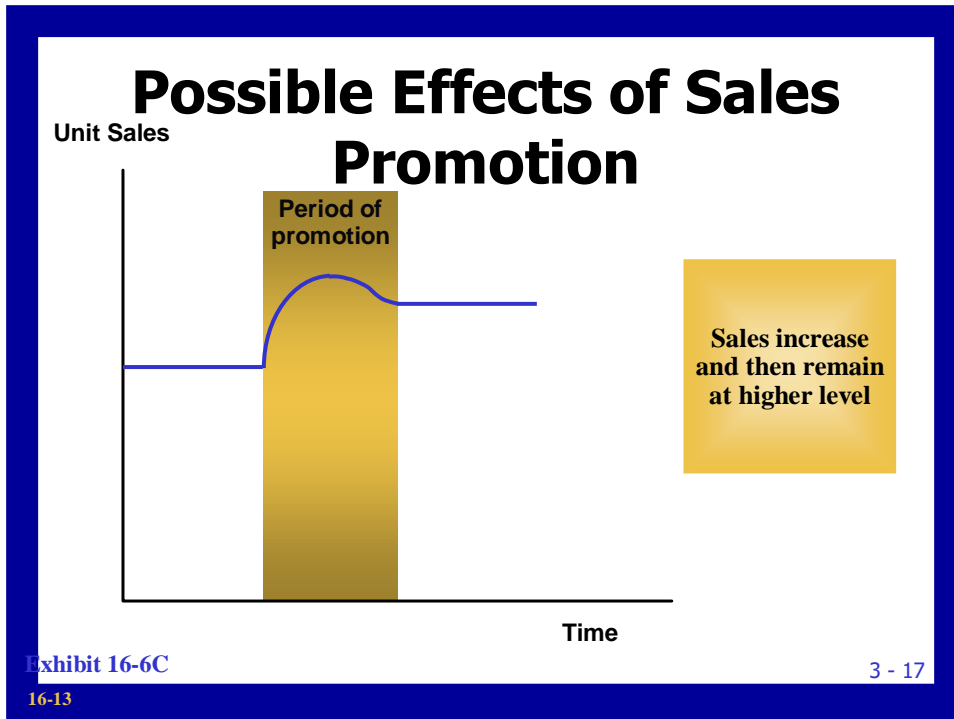 Possible Effects of Sales
Promotion
Unit Sales
Period of
promotion
Sales increase
and then remain
at higher level
Time
Exhibit 16-6C
3 - 17
16-13